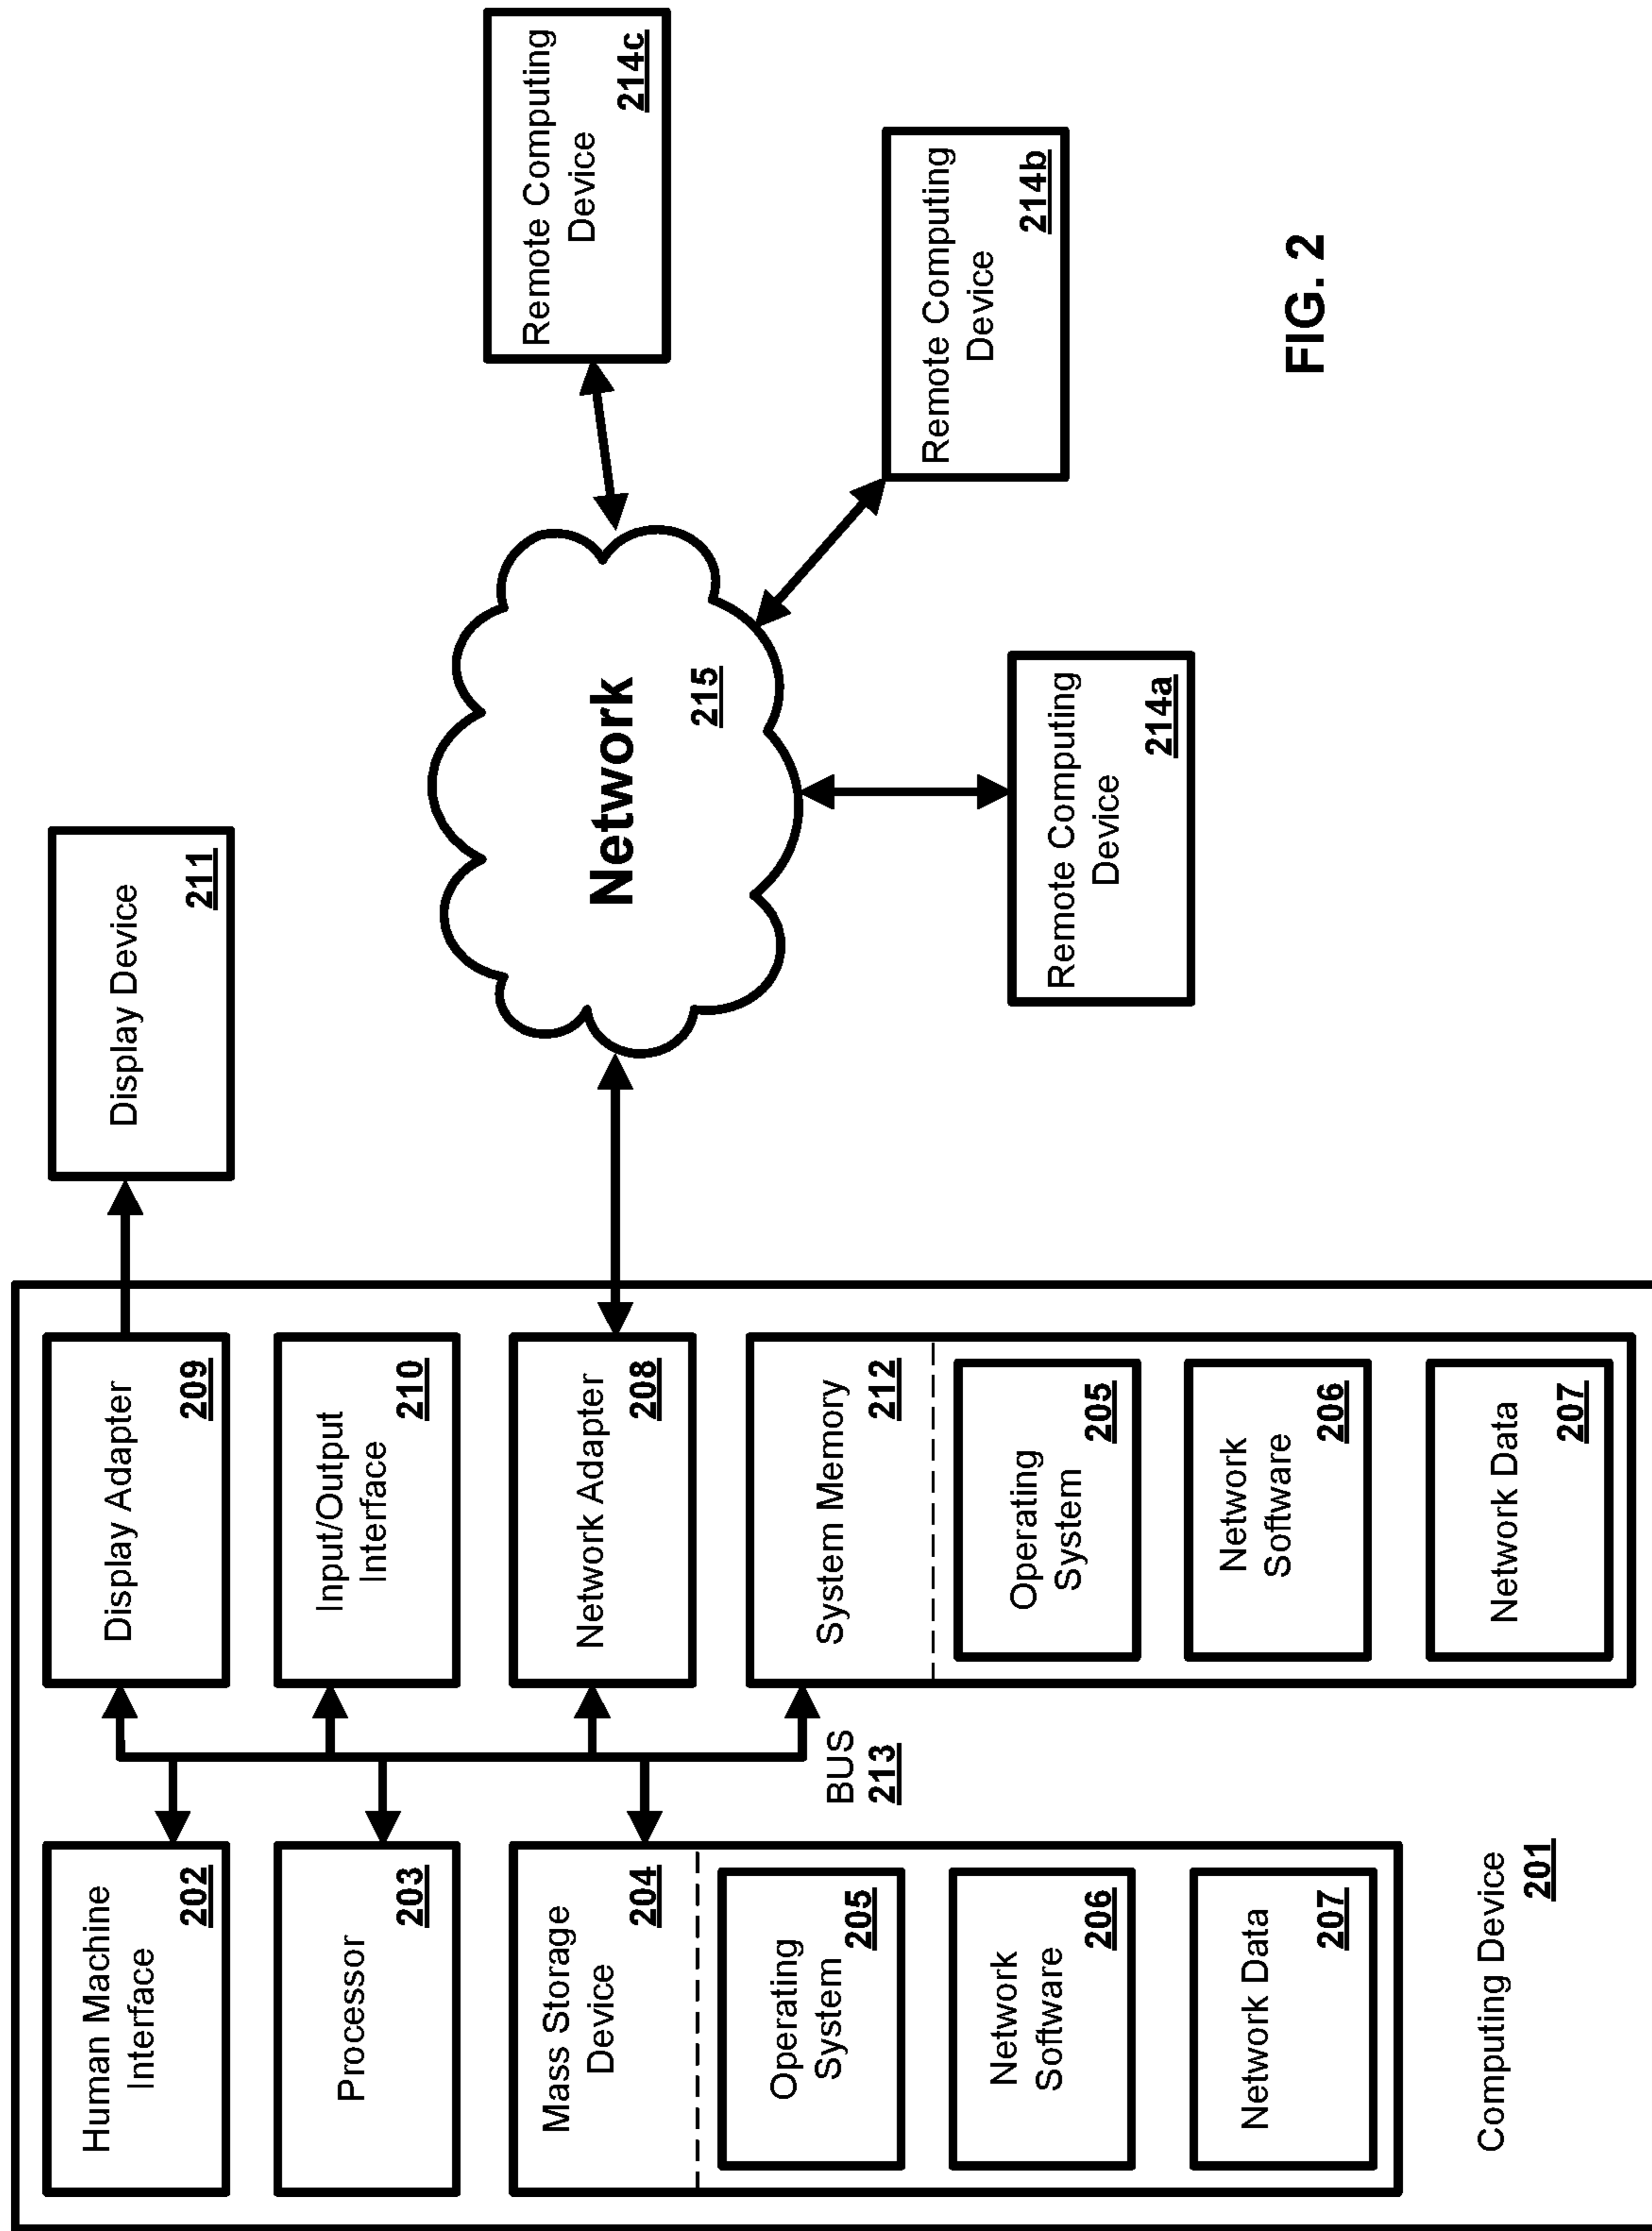 Human Machine
Interface
202
Processor
203
Mass Storage
Device
204
Operating
System
205
Network
Software
206
Network Data
207
Computing Device
201
BUS
213
Display Adapter
209
Input/Output
Interface
210
Network Adapter
208
System Memory
212
Operating
System
205
Network
Software
206
Network Data
207
Display Device
211
Network
215
Remote Computing
Device
214a
Remote Computing
Device
214b
Remote Computing
Device
214c
FIG. 2